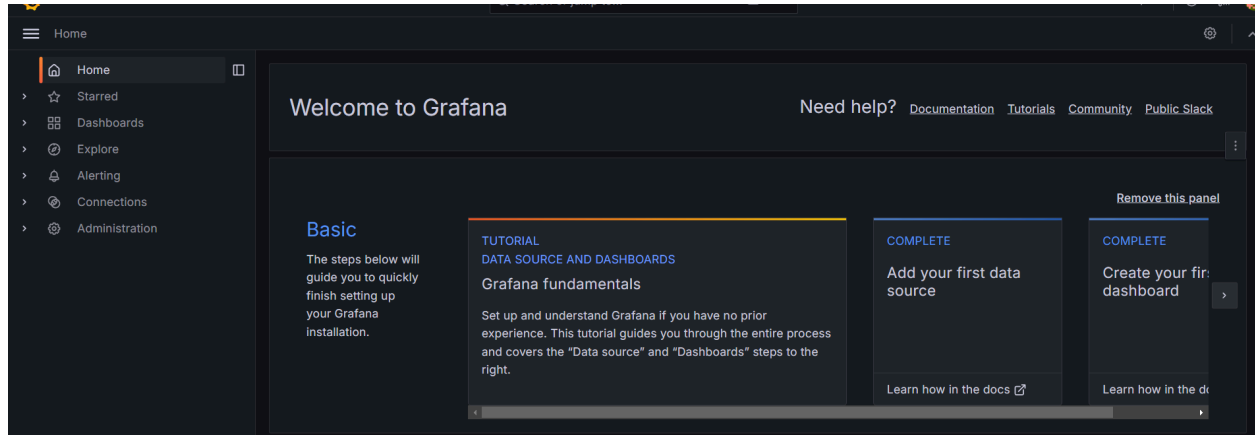 Home
Home
Starred
Dashboards
Explore
Alerting
Connections
Administration
Welcome to Grafana
Need help? Documentation Tutorials Community Public Slack
Remove this panel
Basic
The steps below will
guide you to quickly
finish setting up
your Grafana
installation.
TUTORIAL
DATA SOURCE AND DASHBOARDS
Grafana fundamentals
Set up and understand Grafana if you have no prior
experience. This tutorial guides you through the entire process
and covers the “Data source” and “Dashboards” steps to the
right.
COMPLETE
Add your first data
source
Learn how in the docs
COMPLETE
Create your
dashboard
Learn how in the